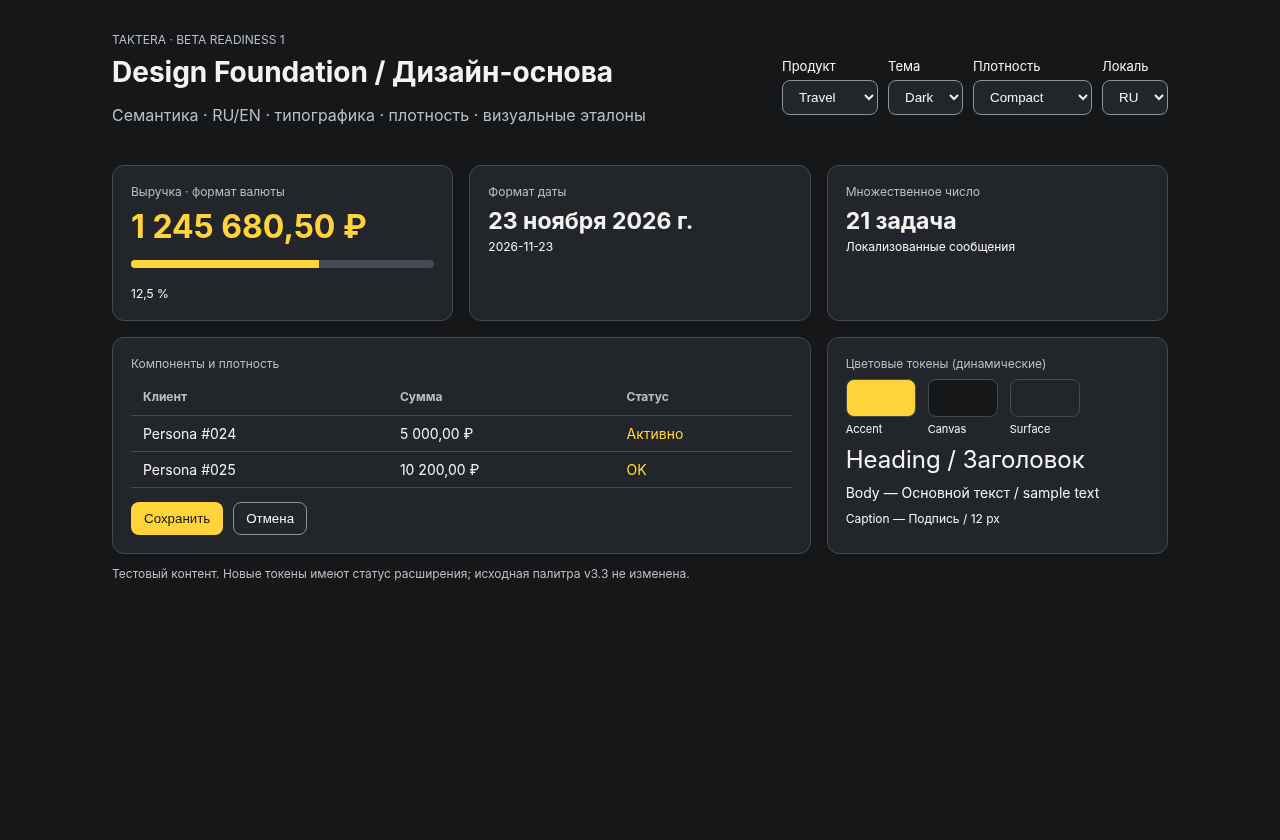 TAKTERA · BETA READINESS 1
Design Foundation / Дизайн-основа
Семантика · RU/EN · типографика · плотность · визуальные эталоны
Продукт Тема Плотность Локаль
Travel Dark Compact RU
Выручка · формат валюты
1 245 680,50 ₽
12,5 %
Формат даты
23 ноября 2026 г.
2026-11-23
Множественное число
21 задача
Локализованные сообщения
Компоненты и плотность
Клиент Сумма Статус
Persona #024 5 000,00 ₽ Активно
Persona #025 10 200,00 ₽ OK
Сохранить Отмена
Цветовые токены (динамические)
Accent Canvas Surface
Heading / Заголовок
Body — Основной текст / sample text
Caption — Подпись / 12 px
Тестовый контент. Новые токены имеют статус расширения; исходная палитра v3.3 не изменена.